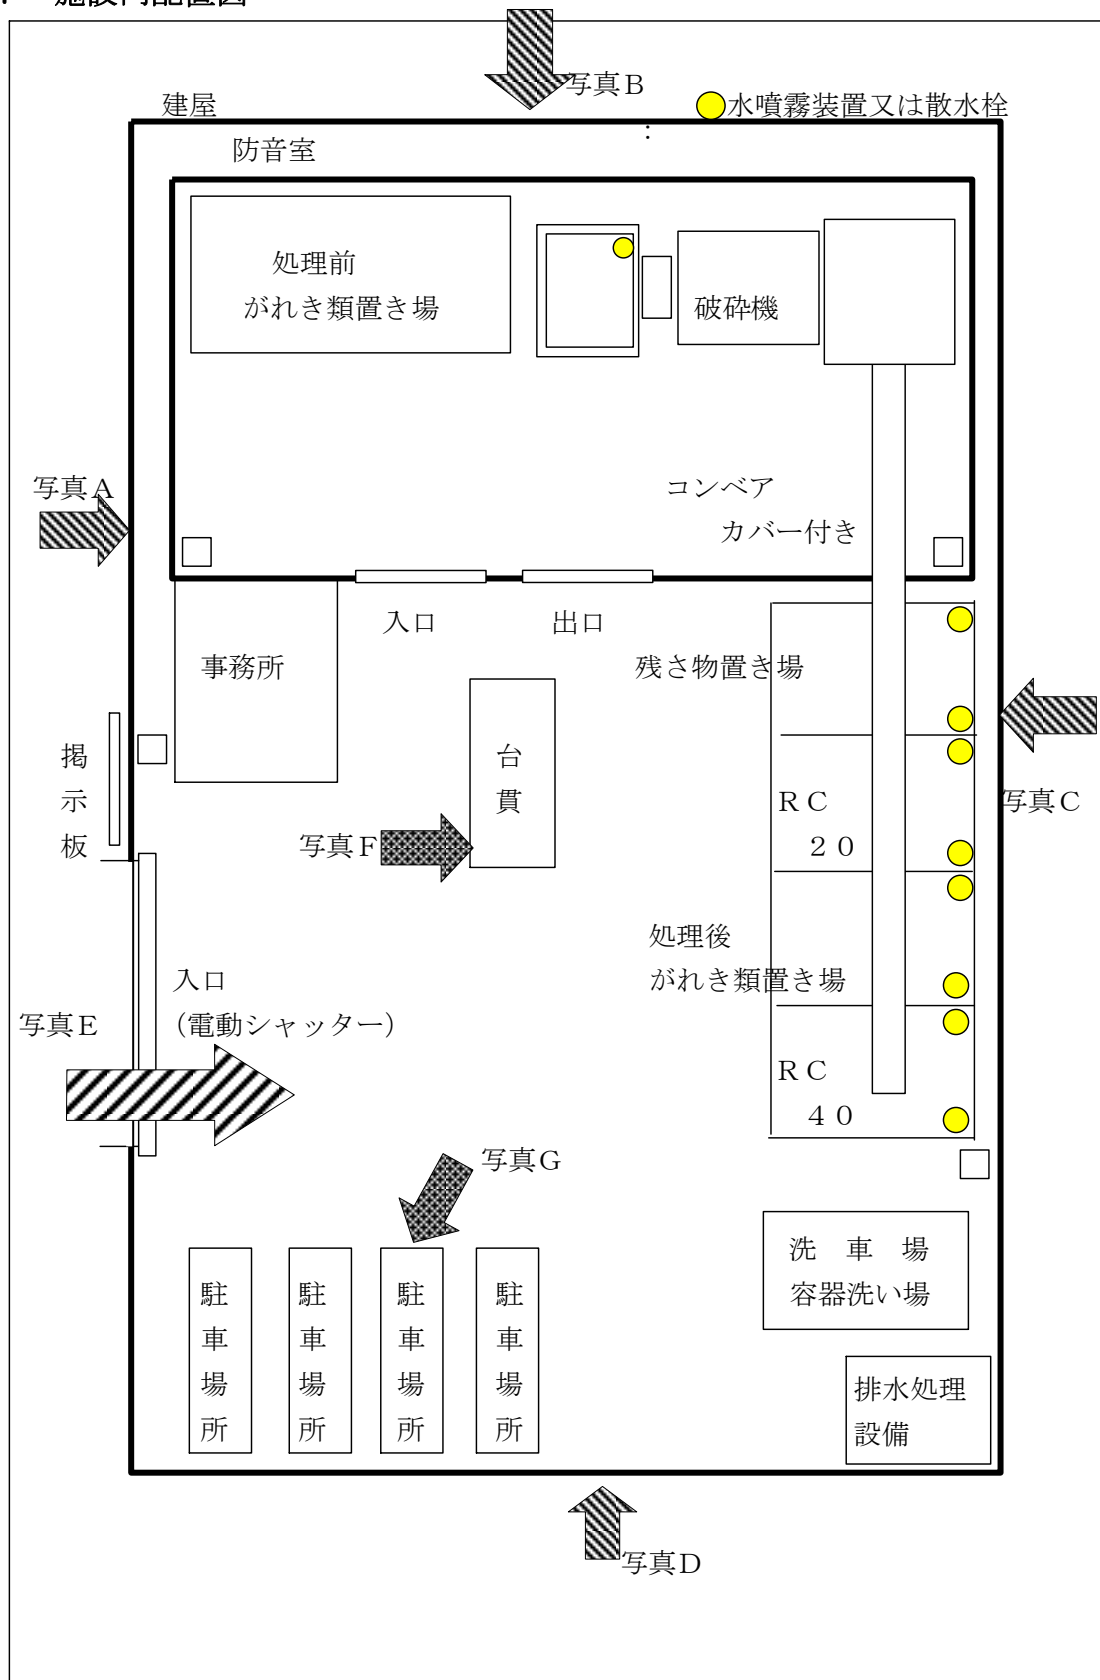 施設内配置図
写真B
建屋
水噴霧装置又は散水栓
:
防音室
処理前
がれき類置き場
破砕機
写真A
コンベア
カバー付き
入口
出口
事務所
残さ物置き場
掲示板
台貫
写真C
RC
20
写真F
処理後
がれき類置き場
入口
(電動シャッター)
写真E
RC
40
写真G
洗 車 場
容器洗い場
駐車場所
駐車場所
駐車場所
駐車場所
排水処理
設備
写真D